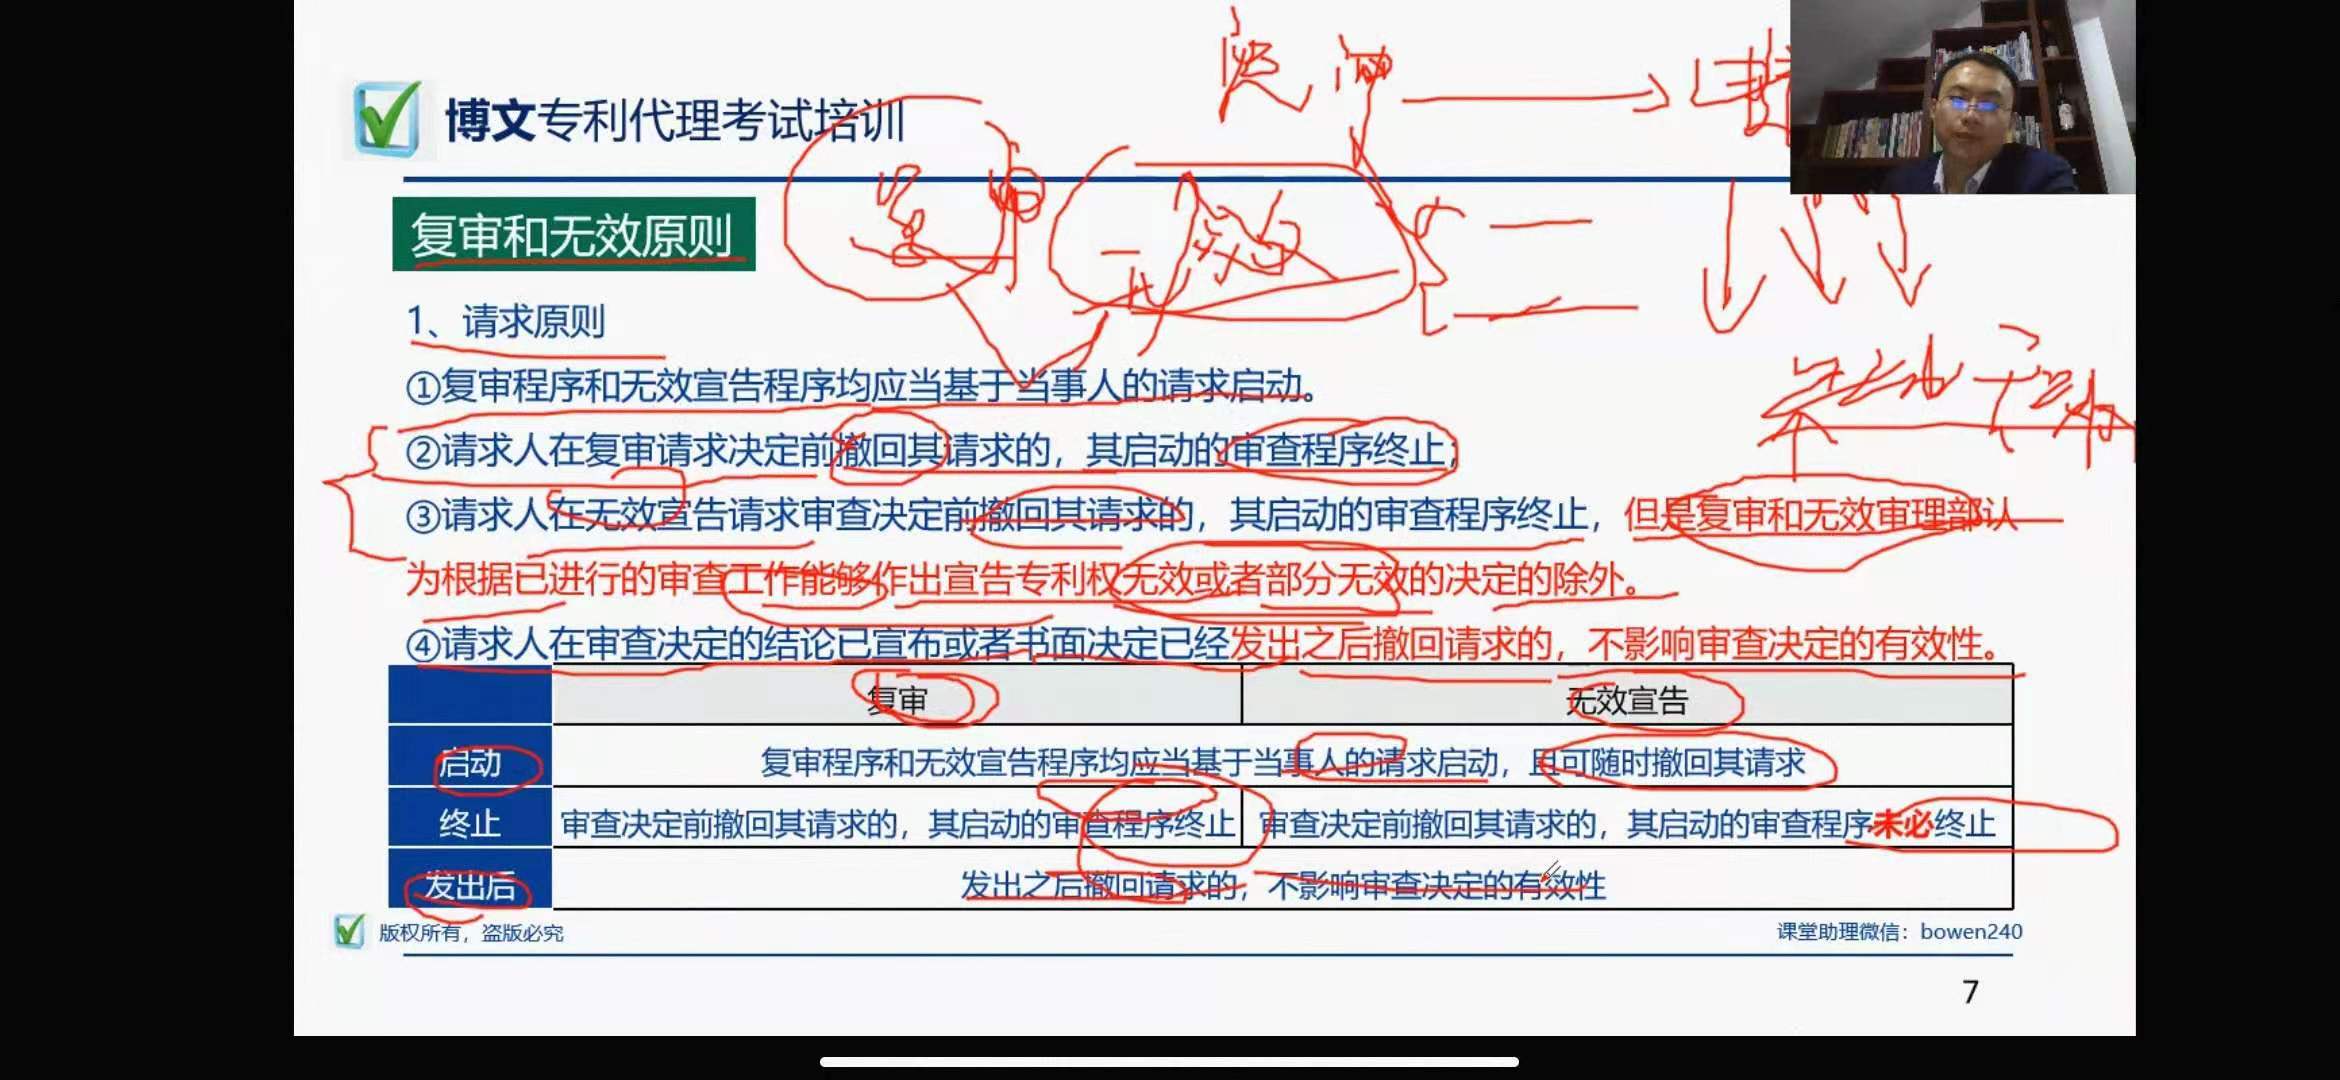 博文专利代理考试培训
复审和无效原则
1、请求原则
①复审程序和无效宣告程序均应当基于当事人的请求启动。
②请求人在复审请求决定前撤回其请求的，其启动的审查程序终止；
③请求人在无效宣告请求审查决定前撤回其请求的，其启动的审查程序终止，但是复审和无效审理部认
为根据已进行的审查工作能够作出宣告专利权无效或者部分无效的决定的除外。
④请求人在审查决定的结论已宣布或者书面决定已经发出之后撤回请求的，不影响审查决定的有效性。
复审 无效宣告
启动 复审程序和无效宣告程序均应当基于当事人的请求启动，且可随时撤回其请求
终止 审查决定前撤回其请求的，其启动的审查程序终止 审查决定前撤回其请求的，其启动的审查程序未必终止
发出后 发出之后撤回请求的，不影响审查决定的有效性
版权所有，盗版必究 课堂助理微信：bowen240
7